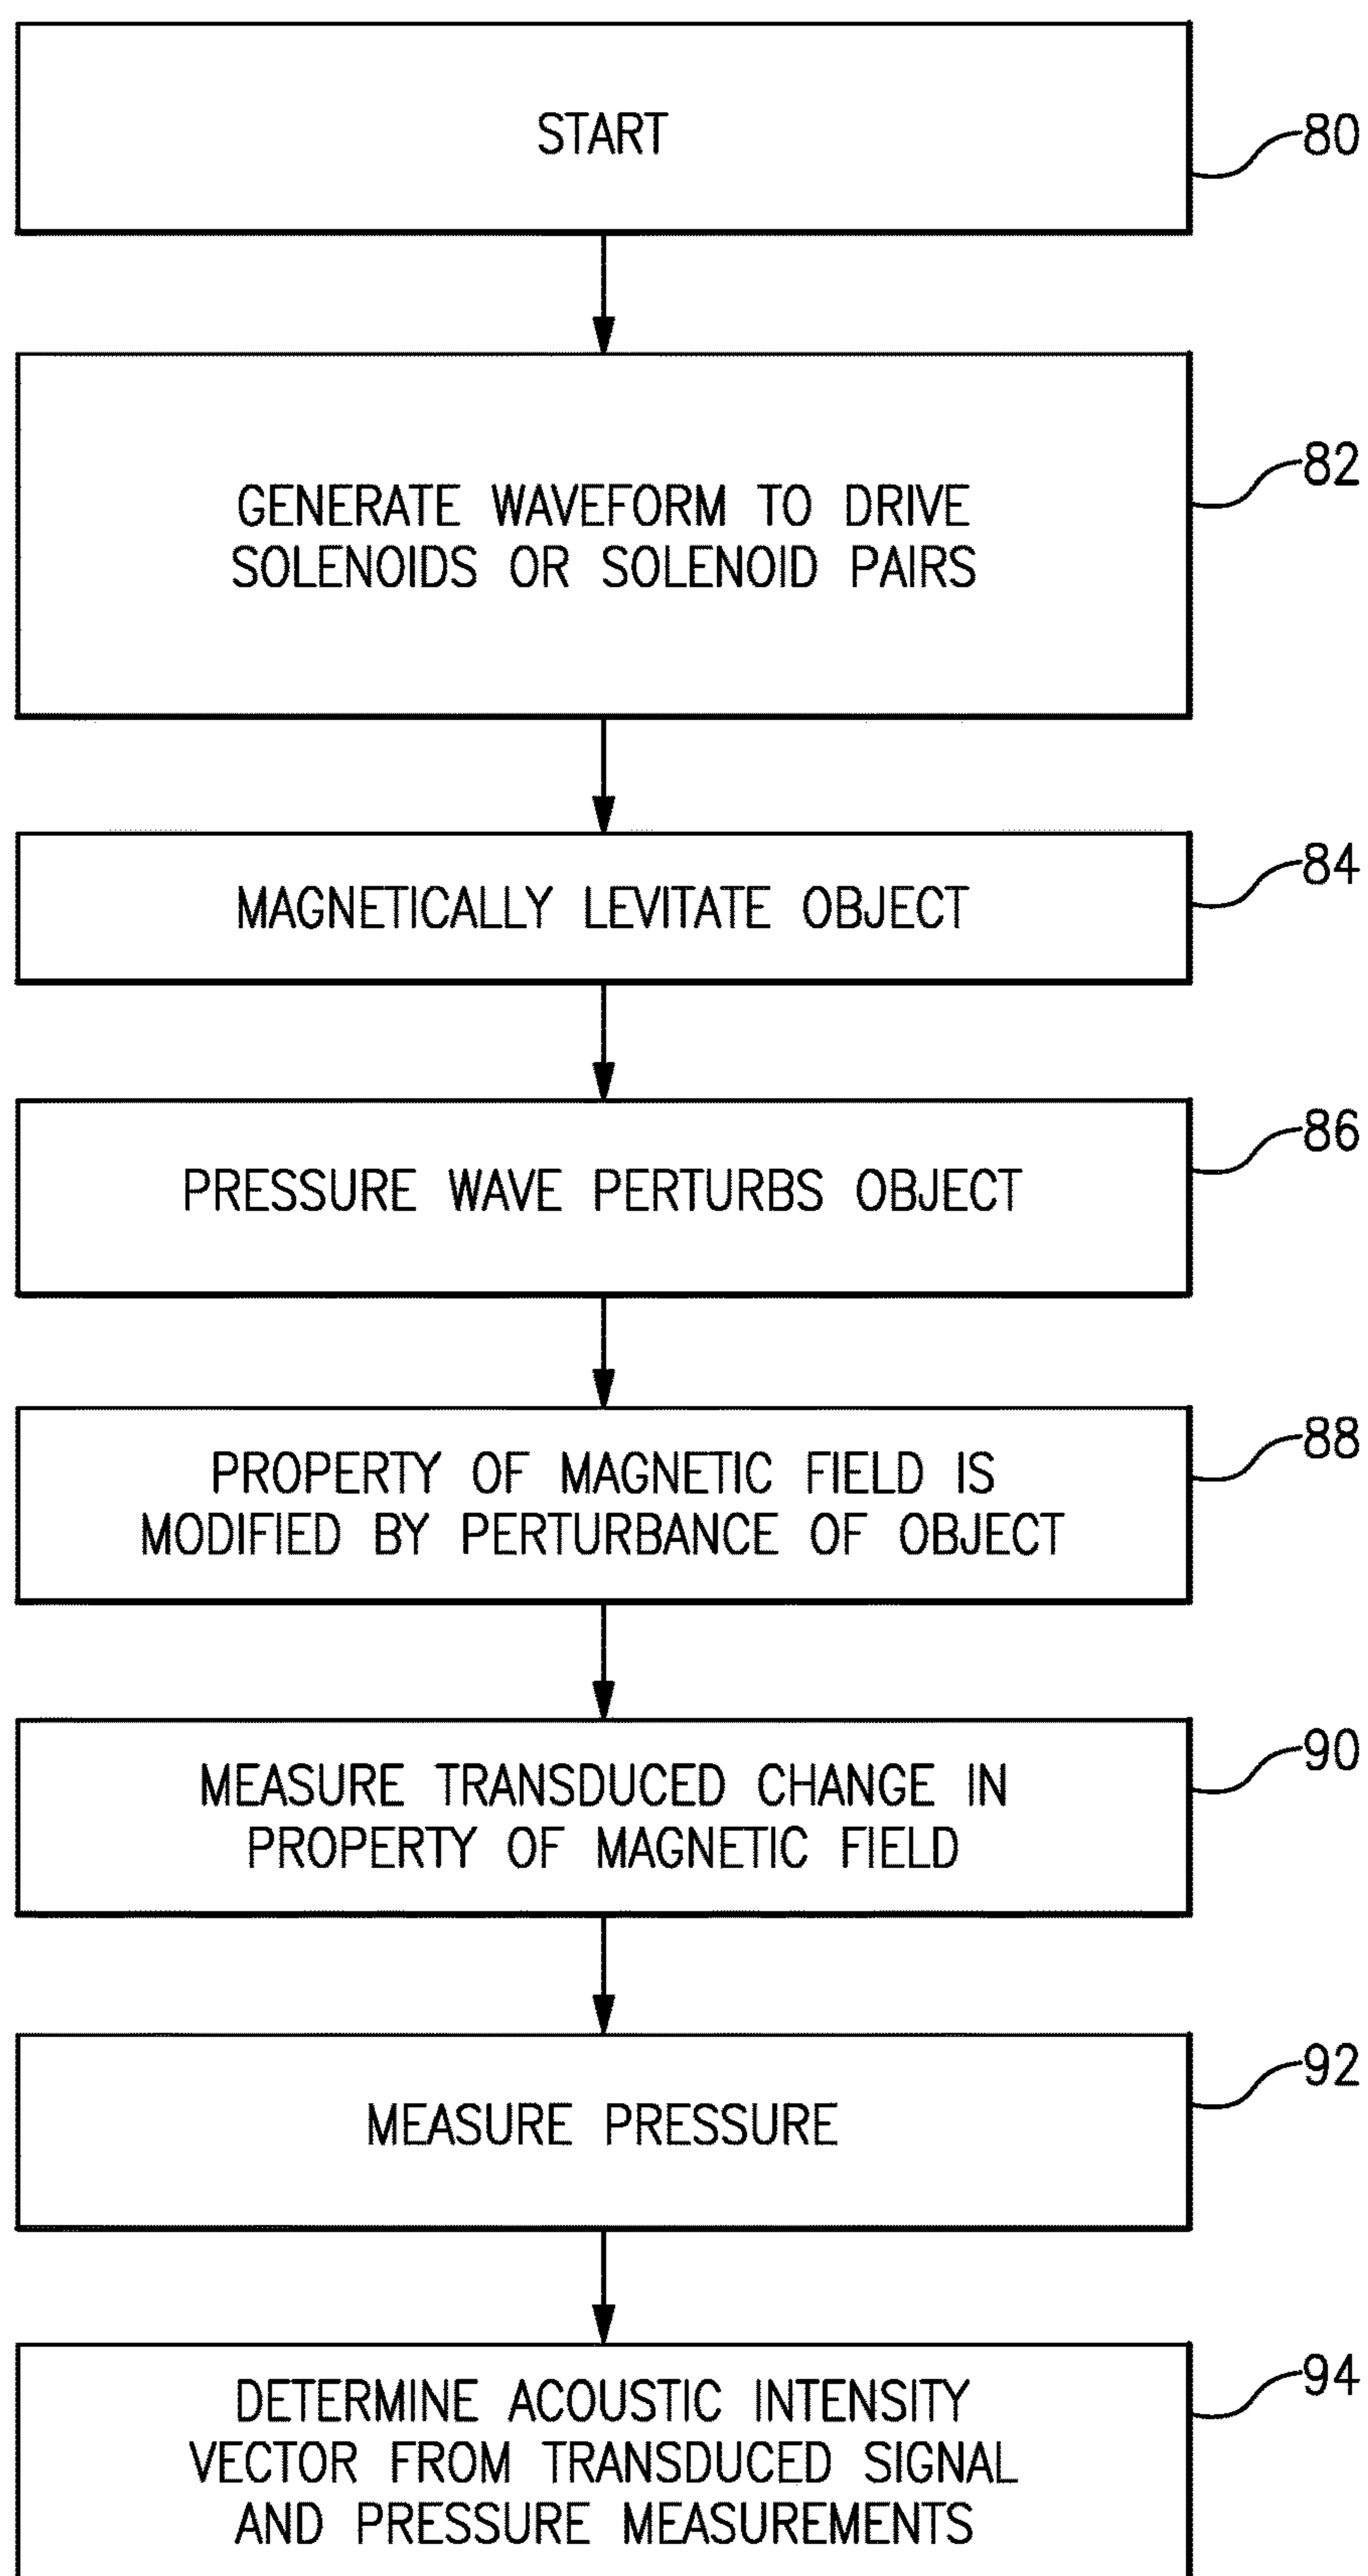 START
80
GENERATE WAVEFORM TO DRIVE
SOLENOIDS OR SOLENOID PAIRS
82
MAGNETICALLY LEVITATE OBJECT
84
PRESSURE WAVE PERTURBS OBJECT
86
PROPERTY OF MAGNETIC FIELD IS
MODIFIED BY PERTURBANCE OF OBJECT
88
MEASURE TRANSDUCED CHANGE IN
PROPERTY OF MAGNETIC FIELD
90
MEASURE PRESSURE
92
DETERMINE ACOUSTIC INTENSITY
VECTOR FROM TRANSDUCED SIGNAL
AND PRESSURE MEASUREMENTS
94